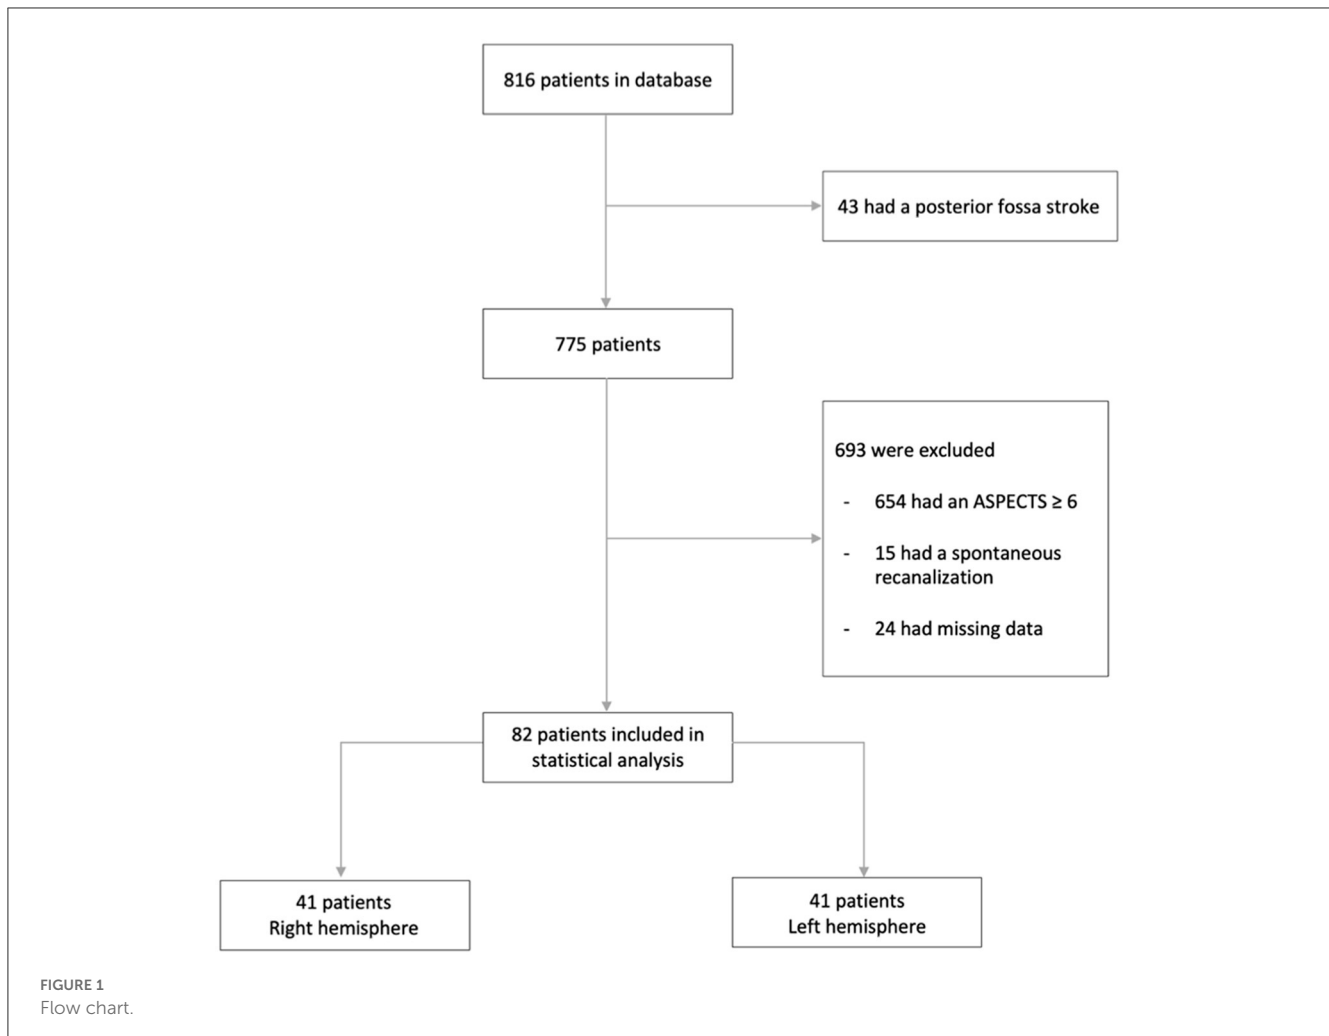 816 patients in database
43 had a posterior fossa stroke
775 patients
693 were excluded
- 654 had an ASPECTS ≥ 6
- 15 had a spontaneous
recanalization
- 24 had missing data
82 patients included in
statistical analysis
41 patients
Right hemisphere
41 patients
Left hemisphere
FIGURE 1
Flow chart.